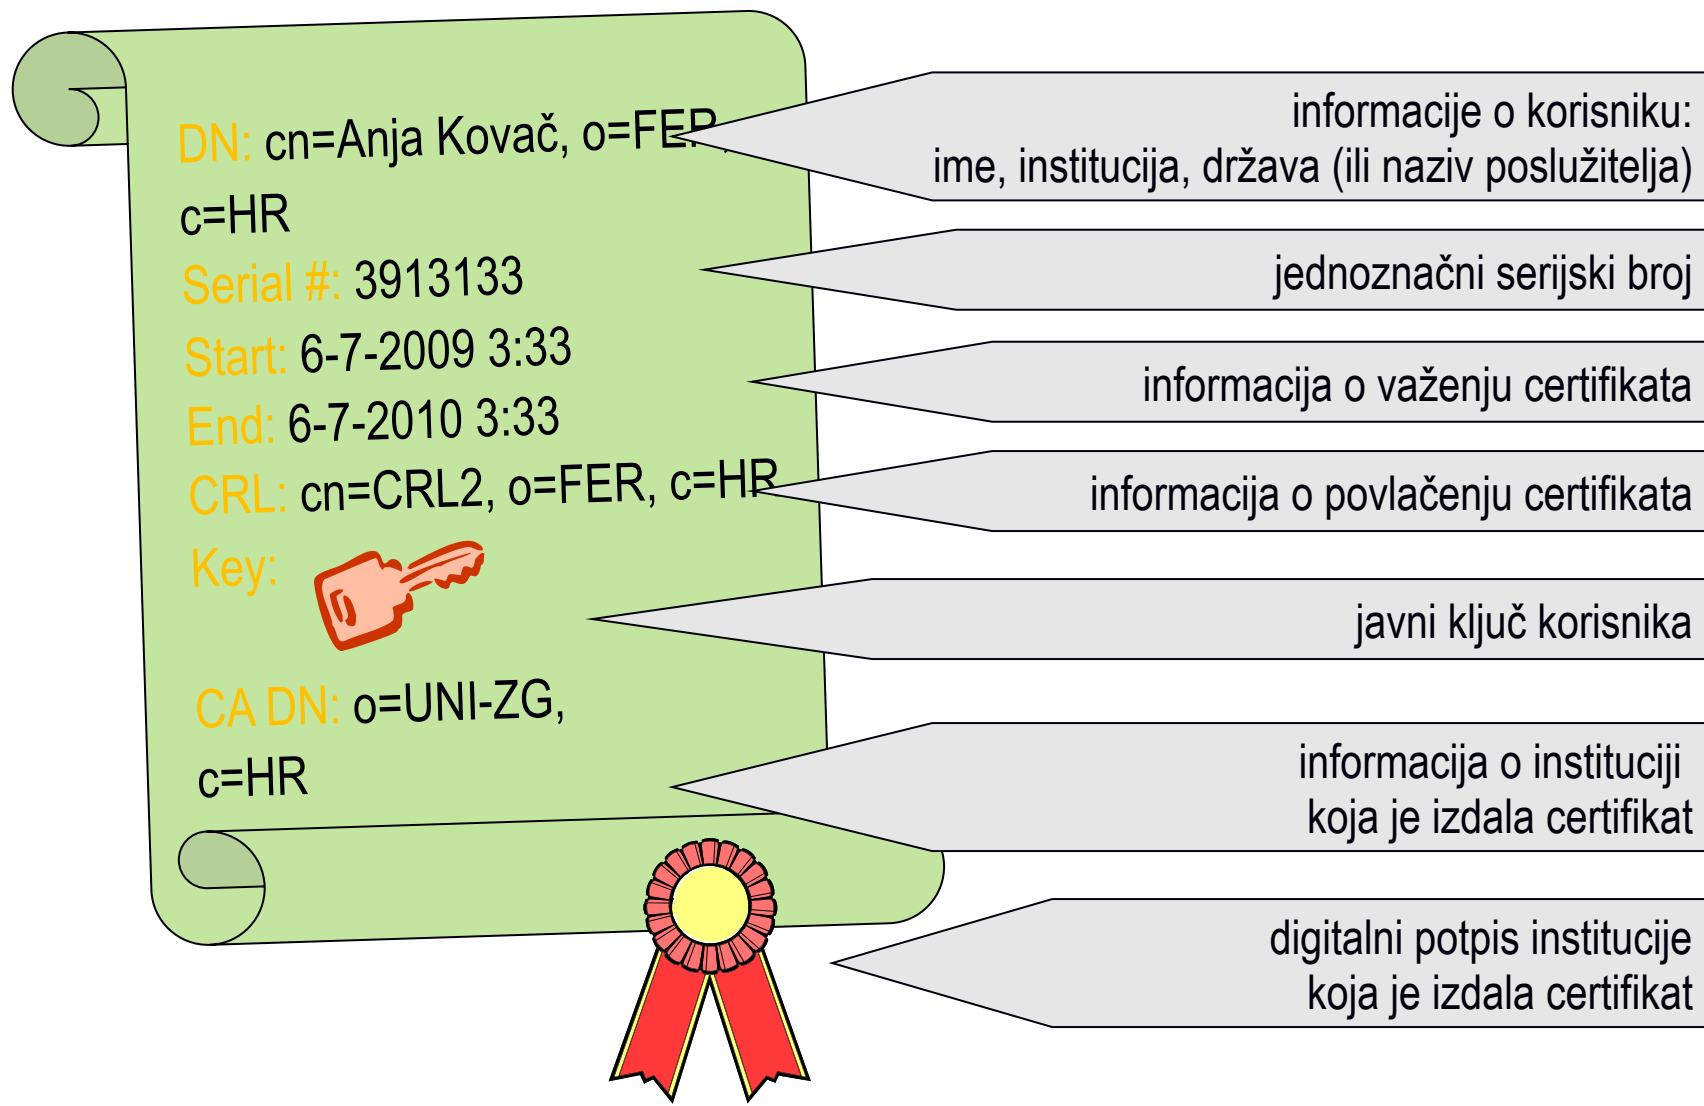 DN: cn=Anja Kovač, o=FER,
c=HR
Serial #: 3913133
Start: 6-7-2009 3:33
End: 6-7-2010 3:33
CRL: cn=CRL2, o=FER, c=HR
Key:
CA DN: o=UNI-ZG,
c=HR
informacije o korisniku:
ime, institucija, država (ili naziv poslužitelja)
jednoznačni serijski broj
informacija o važenju certifikata
informacija o povlačenju certifikata
javni ključ korisnika
informacija o instituciji
koja je izdala certifikat
digitalni potpis institucije
koja je izdala certifikat